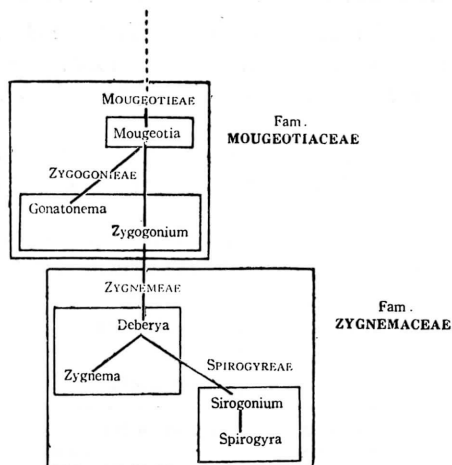 MOUGEOTIEAE
Fam.
Mougeotia
MOUGEOTIACEAE
ZYGOGONIEAE
Gonatonema
Zygogonium
ZYGNEMEAE
Fam.
ZYGNEMACEAE
Deberya
SPIROGYREAE
Zygnema
Sirogonium
Spirogyra